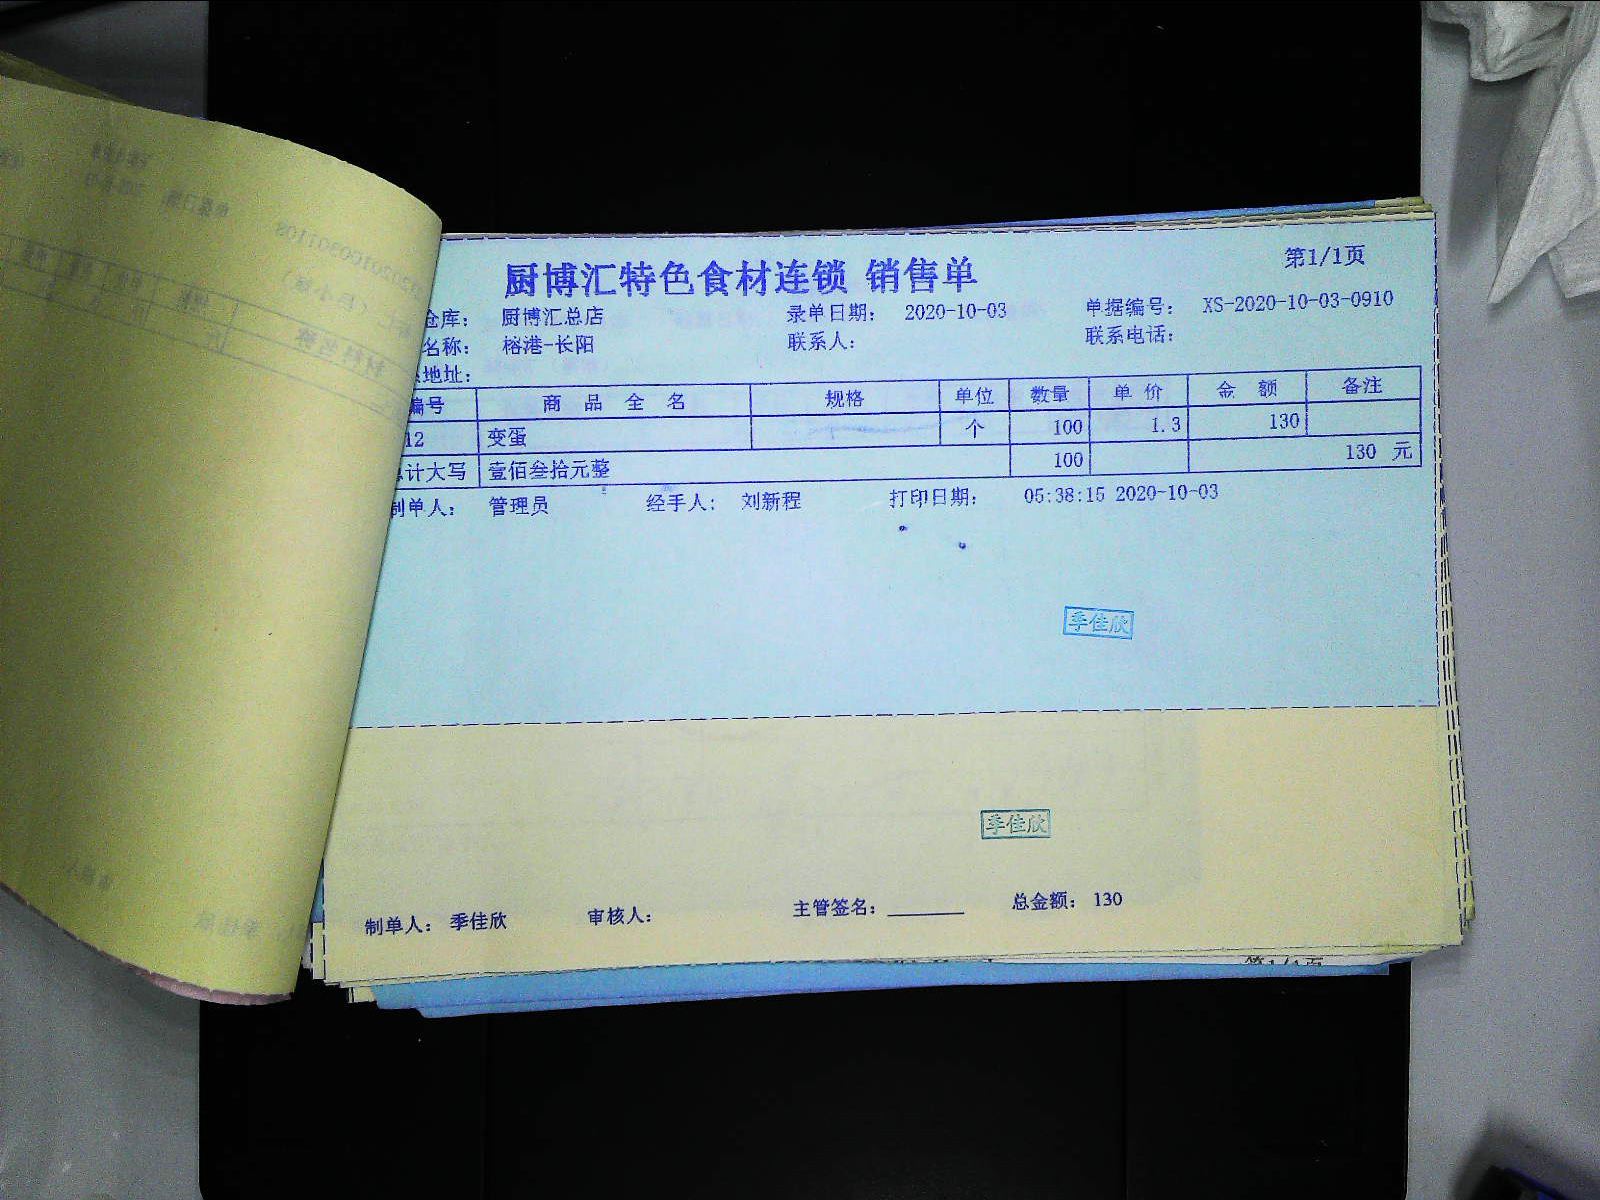 第1/1页
厨博汇特色食材连锁 销售单
仓库: 厨博汇总店 录单日期: 2020-10-03 单据编号: XS-2020-10-03-0910
名称: 榕港-长阳 联系人: 联系电话:
地址:
编号 商 品 全 名 规格 单位 数量 单 价 金 额 备注
12 变蛋 个 100 1.3 130
计大写 壹佰叁拾元整 100 130 元
制单人: 管理员 经手人: 刘新程 打印日期: 05:38:15 2020-10-03
季佳欣
季佳欣
制单人: 季佳欣 审核人: 主管签名:________ 总金额: 130
第1/1页